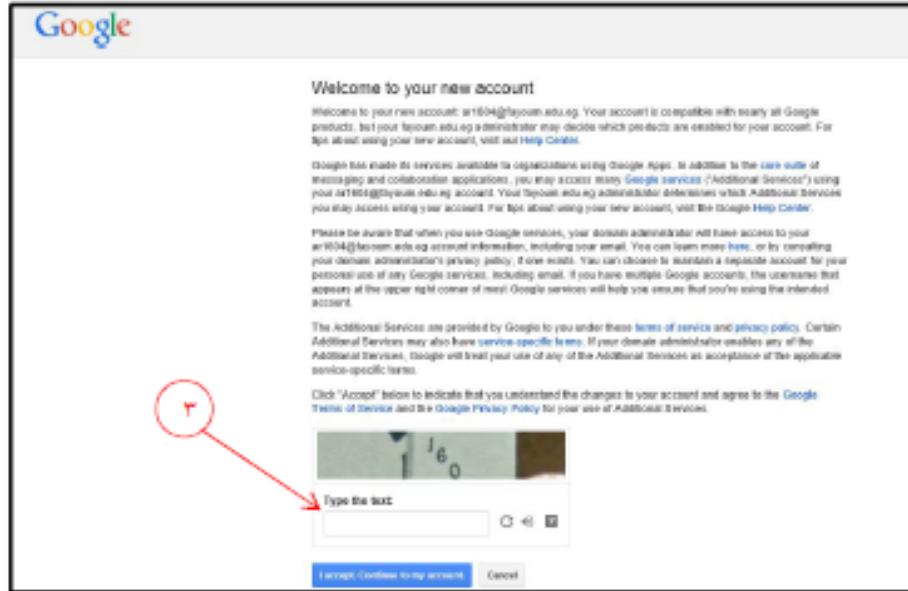 Google
Welcome to your new account
Welcome to your new account: ar1604@fayoum.edu.eg. Your account is compatible with nearly all Google
products, but your fayoum.edu.eg administrator may decide which products are enabled for your account. For
tips about using your new account, visit our Help Center.
Google has made its services available to organizations using Google Apps. In addition to the core suite of
messaging and collaboration applications, you may access many Google services ("Additional Services") using
your ar1604@fayoum.edu.eg account. Your fayoum.edu.eg administrator determines which Additional Services
you may access using your account. For tips about using your new account, visit the Google Help Center.
Please be aware that when you use Google services, your domain administrator will have access to your
ar1604@fayoum.edu.eg account information, including your email. You can learn more here, or by consulting
your domain administrator's privacy policy, if one exists. You can choose to maintain a separate account for your
personal use of any Google services, including email. If you have multiple Google accounts, the username that
appears at the upper right corner of most Google services will help you ensure that you're using the intended
account.
The Additional Services are provided by Google to you under these terms of service and privacy policy. Certain
Additional Services may also have service-specific terms. If your domain administrator enables any of the
Additional Services, Google will treat your use of any of the Additional Services as acceptance of the applicable
service-specific terms.
Click "Accept" below to indicate that you understand the changes to your account and agree to the Google
Terms of Service and the Google Privacy Policy for your use of Additional Services.
٣
160
Type the text:
I accept. Continue to my account. Cancel